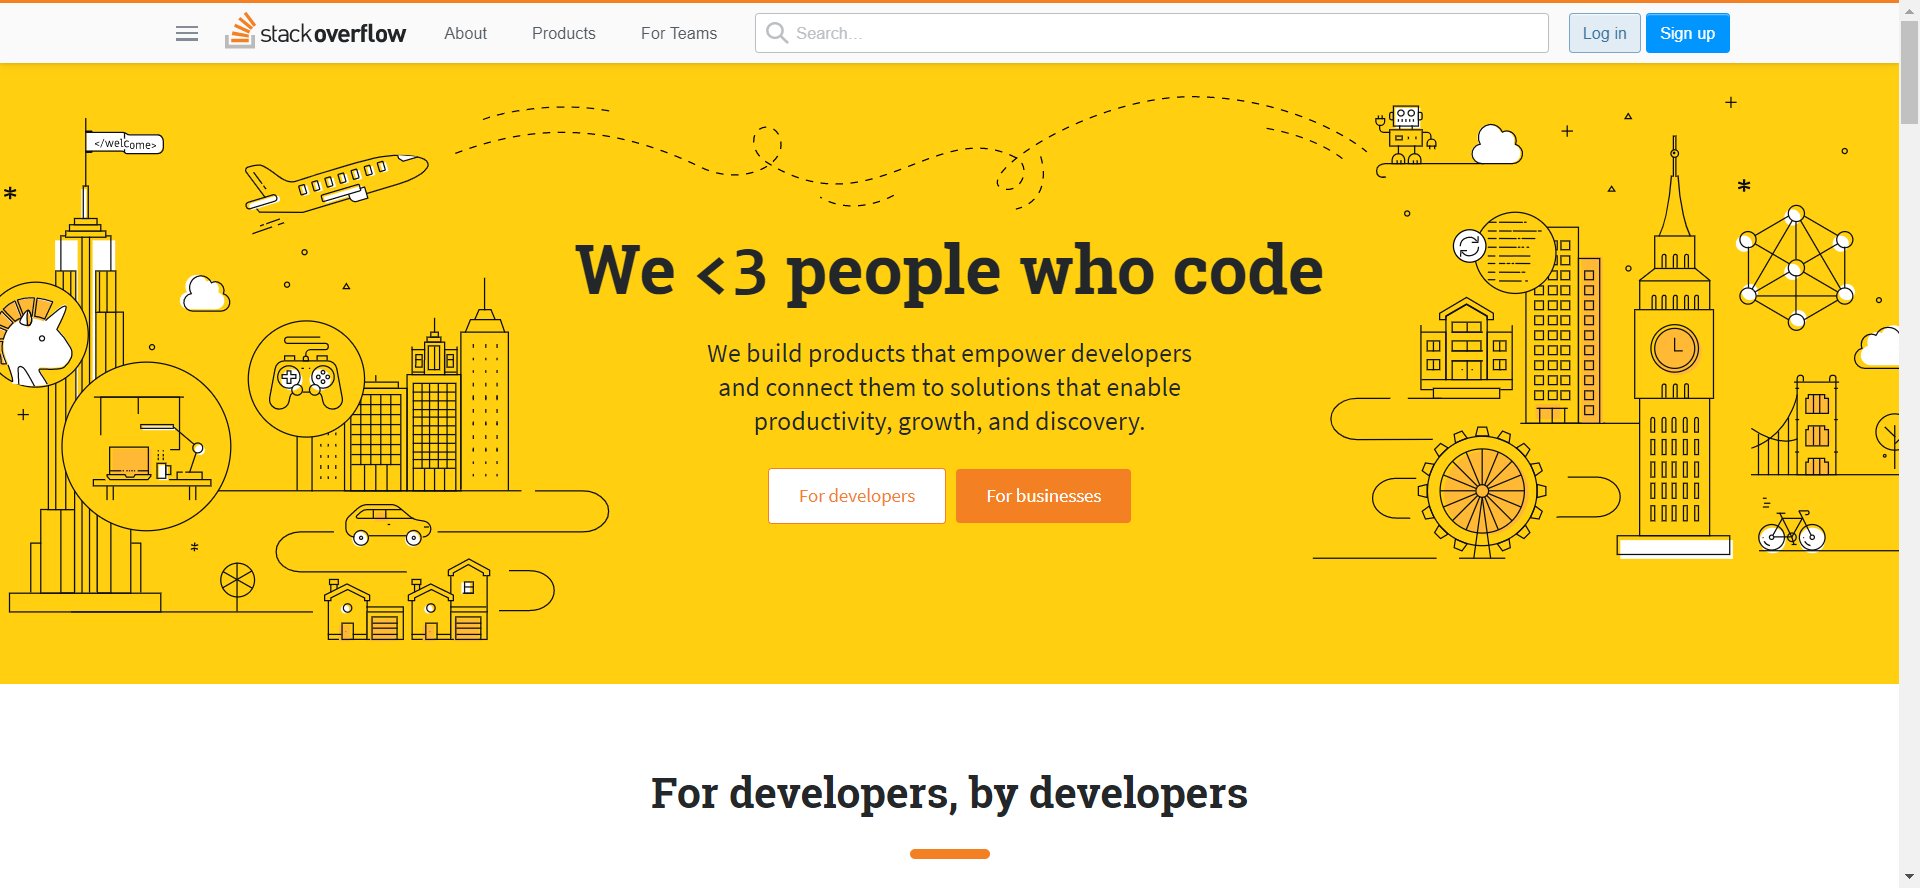 stackoverflow
About
Products
For Teams
Search...
Log in
Sign up
</welcome>
We <3 people who code
We build products that empower developers
and connect them to solutions that enable
productivity, growth, and discovery.
For developers
For businesses
For developers, by developers